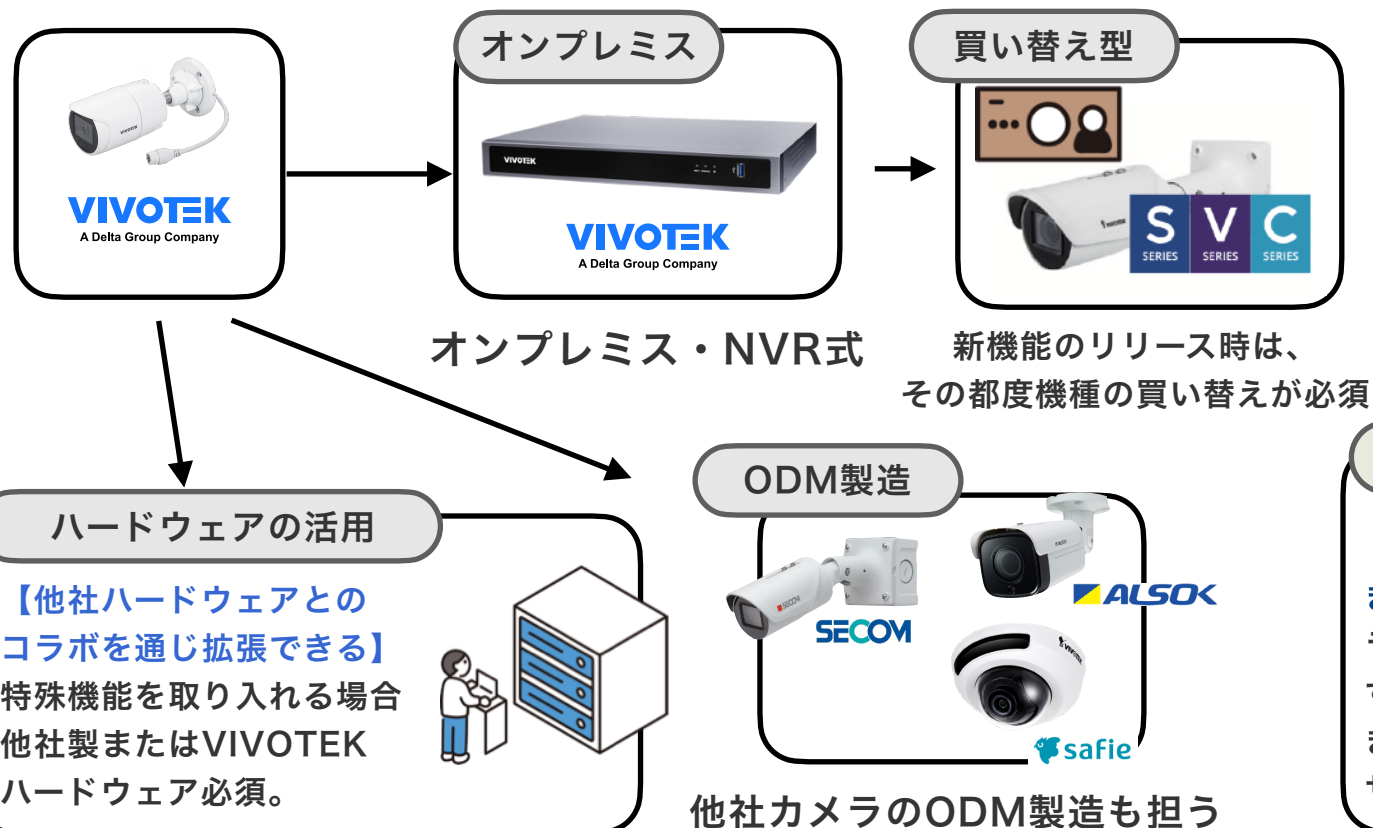 オンプレミス
買い替え型
VIVOTEK
A Delta Group Company
VIVOTEK
VIVOTEK
A Delta Group Company
S V C
SERIES SERIES SERIES
オンプレミス・NVR式
新機能のリリース時は、
その都度機種の買い替えが必須
ハードウェアの活用
【他社ハードウェアとの
コラボを通じ拡張できる】
特殊機能を取り入れる場合
他社製またはVIVOTEK
ハードウェア必須。
ODM製造
SECOM
ALSOK
VIVOTEK
safie
他社カメラのODM製造も担う